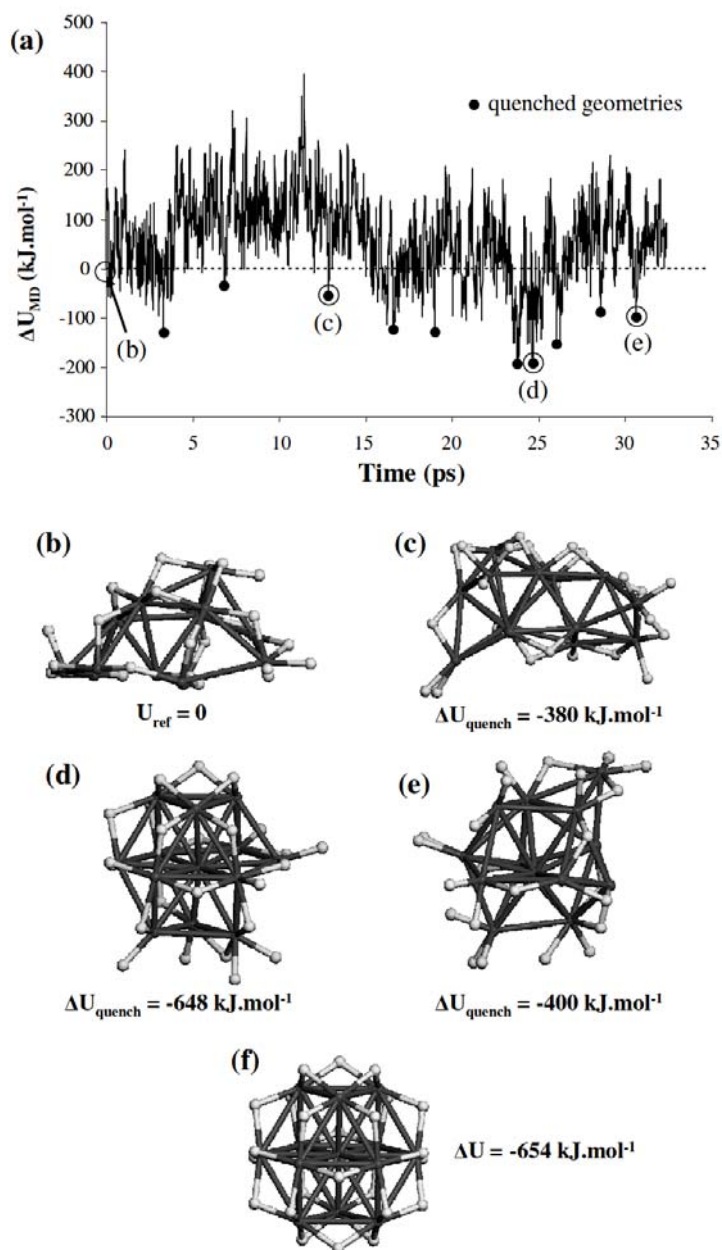 (a)
500
400
300
200
100
0
-100
-200
-300
ΔU_MD (kJ.mol⁻¹)
● quenched geometries
(b)
(c)
(d)
(e)
0 5 10 15 20 25 30 35
Time (ps)
(b)
(c)
U_ref = 0
ΔU_quench = -380 kJ.mol⁻¹
(d)
(e)
ΔU_quench = -648 kJ.mol⁻¹
ΔU_quench = -400 kJ.mol⁻¹
(f)
ΔU = -654 kJ.mol⁻¹